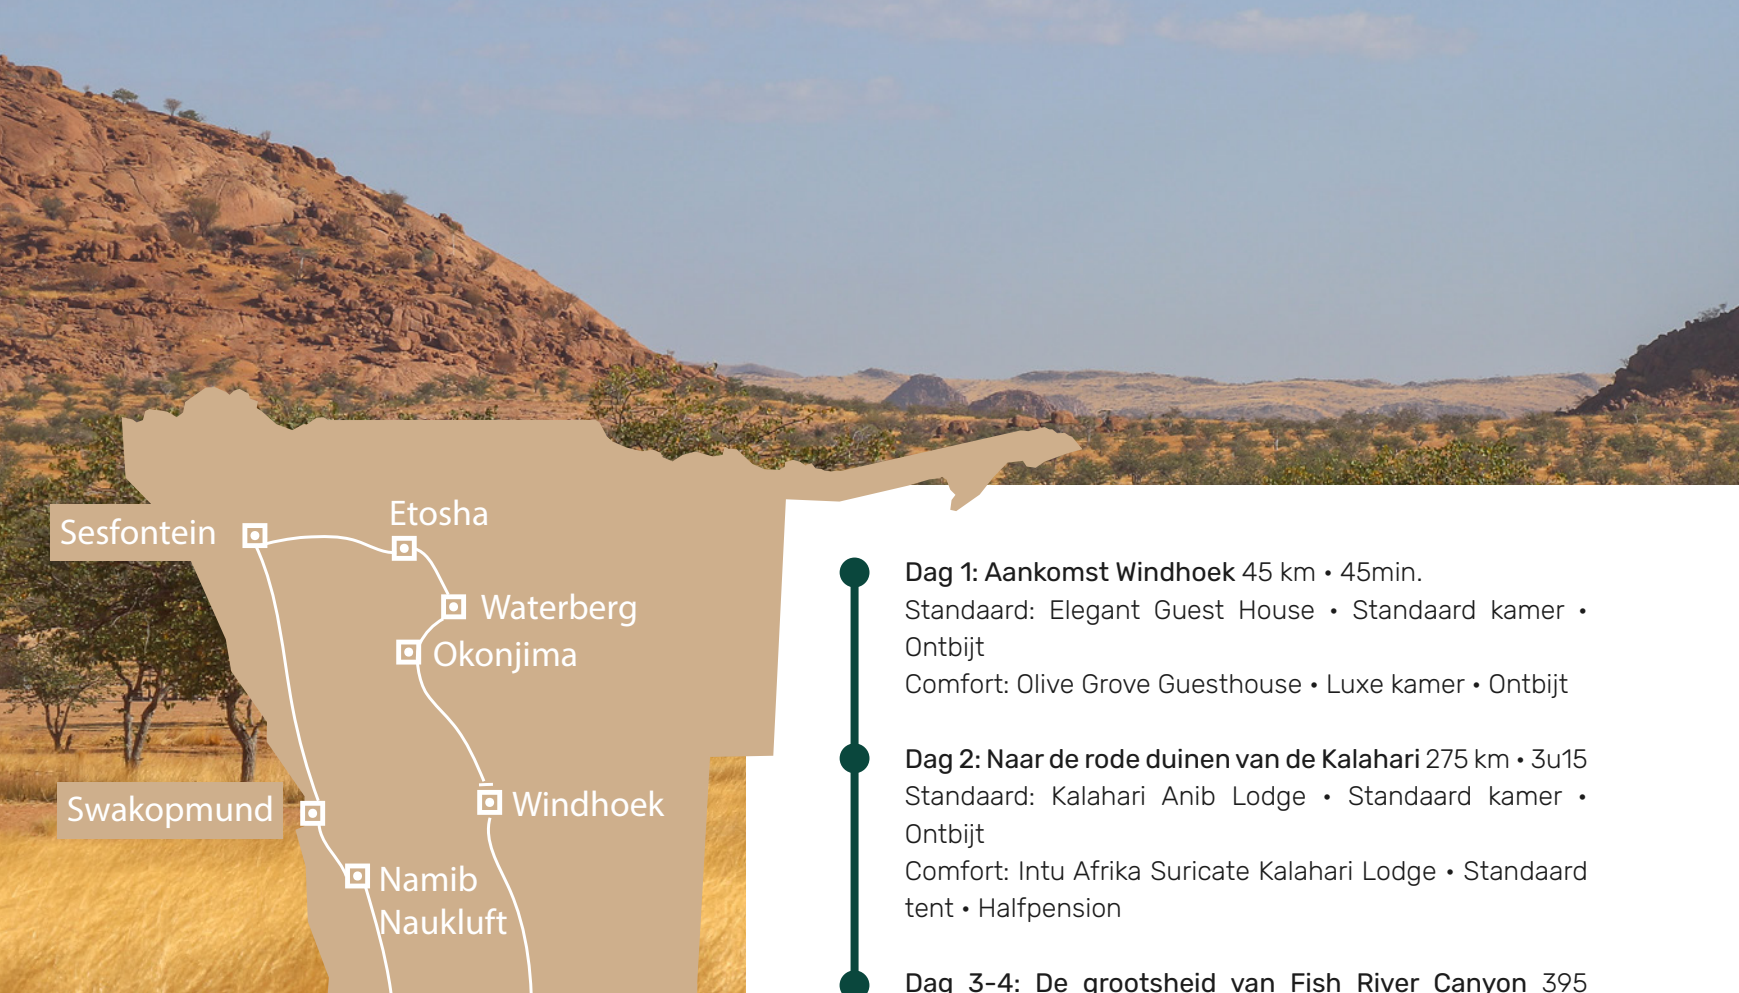 Etosha
Sesfontein
Waterberg
Okonjima
Swakopmund
Windhoek
Namib
Naukluft
Dag 1: Aankomst Windhoek 45 km • 45min.
Standaard: Elegant Guest House • Standaard kamer •
Ontbijt
Comfort: Olive Grove Guesthouse • Luxe kamer • Ontbijt
Dag 2: Naar de rode duinen van de Kalahari 275 km • 3u15
Standaard: Kalahari Anib Lodge • Standaard kamer •
Ontbijt
Comfort: Intu Afrika Suricate Kalahari Lodge • Standaard
tent • Halfpension
Dag 3-4: De grootsheid van Fish River Canyon 395